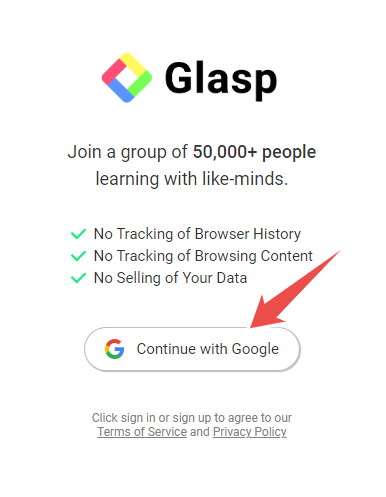 Glasp
Join a group of 50,000+ people
learning with like-minds.
No Tracking of Browser History
No Tracking of Browsing Content
No Selling of Your Data
Continue with Google
Click sign in or sign up to agree to our
Terms of Service and Privacy Policy